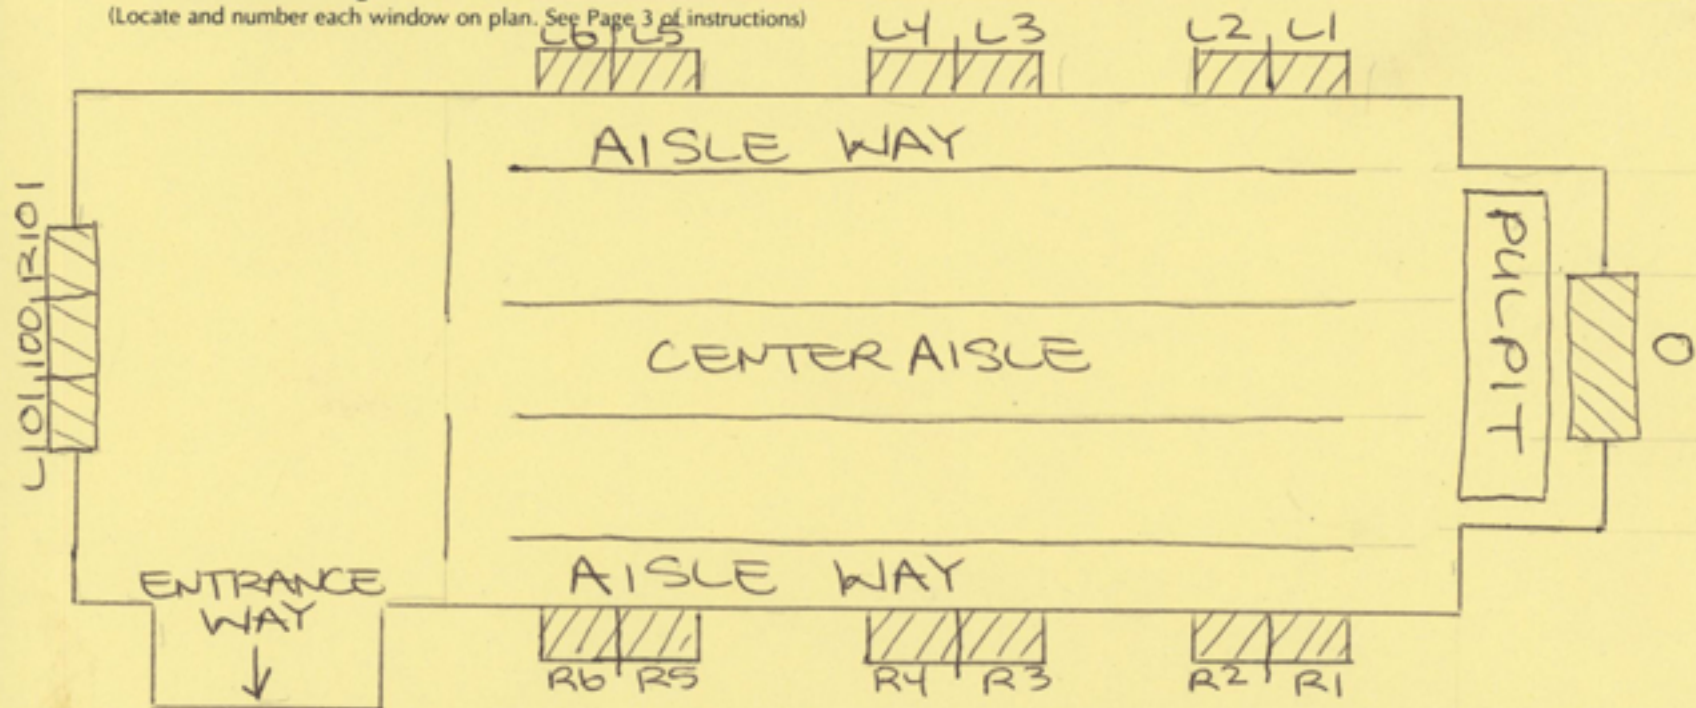 (Locate and number each window on plan. See Page 3 of instructions)
L6, L5
L4, L3
L2, L1
AISLE WAY
L101, 100, R101
CENTER AISLE
PULPIT
O
AISLE WAY
ENTRANCE
WAY
R6, R5
R4, R3
R2, R1